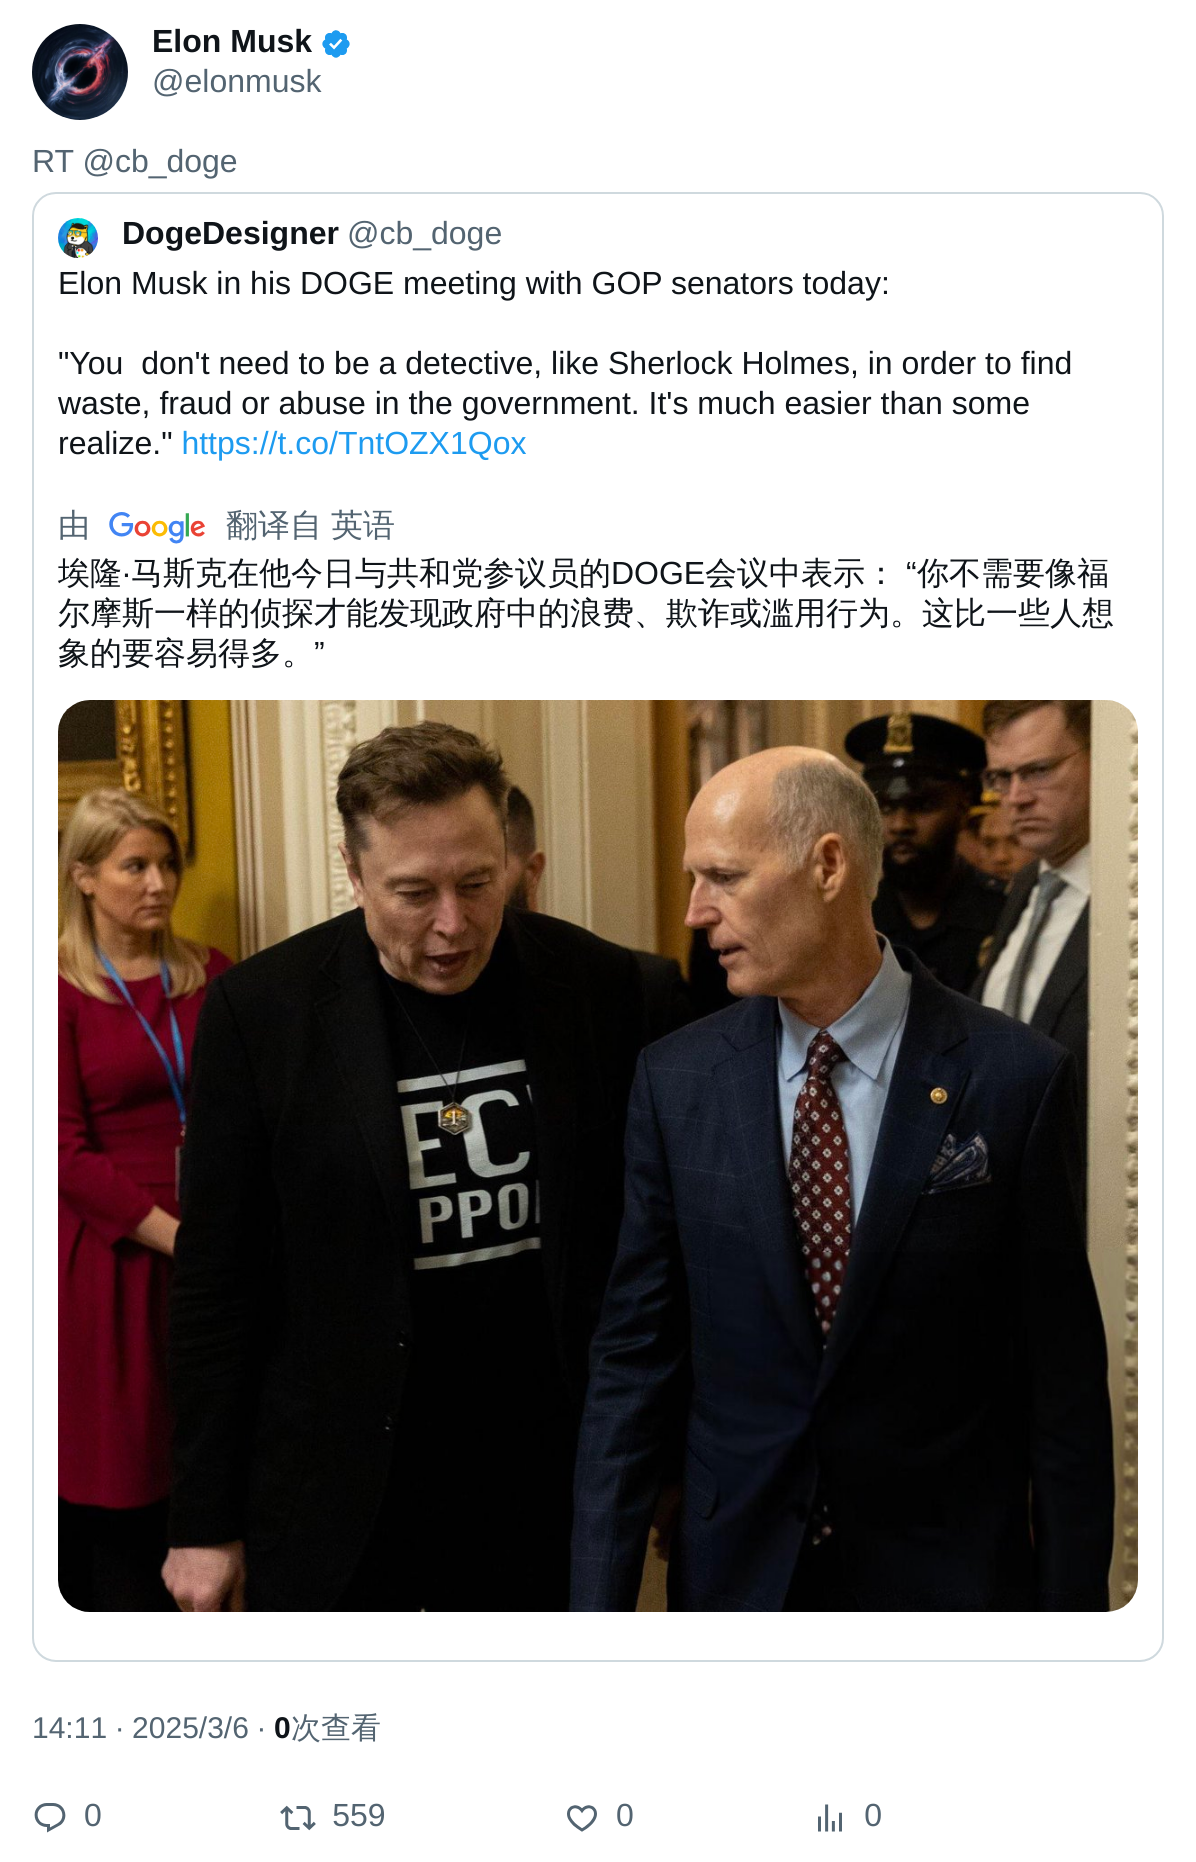 Elon Musk
@elonmusk
RT @cb_doge
DogeDesigner @cb_doge
Elon Musk in his DOGE meeting with GOP senators today:
"You  don't need to be a detective, like Sherlock Holmes, in order to find
waste, fraud or abuse in the government. It's much easier than some
realize." https://t.co/TntOZX1Qox
由 Google 翻译自 英语
埃隆·马斯克在他今日与共和党参议员的DOGE会议中表示： “你不需要像福
尔摩斯一样的侦探才能发现政府中的浪费、欺诈或滥用行为。这比一些人想
象的要容易得多。”
EC
PPO
14:11 · 2025/3/6 · 0次查看
0 559 0 0